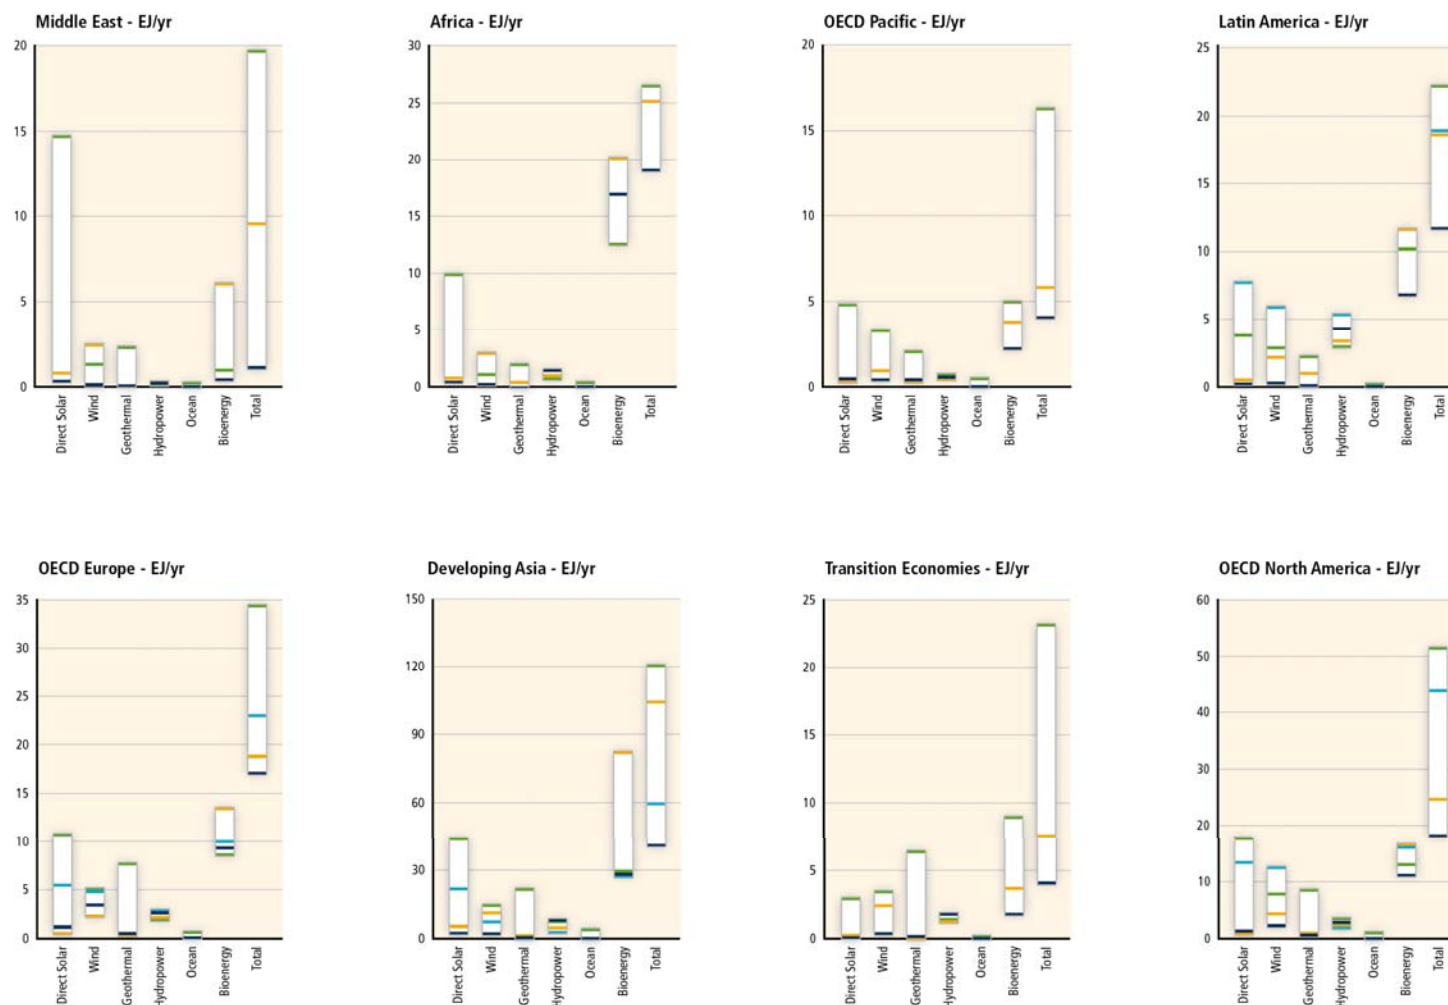 Middle East - EJ/yr
20
15
10
5
0
Direct Solar
Wind
Geothermal
Hydropower
Ocean
Bioenergy
Total
Africa - EJ/yr
30
25
20
15
10
5
0
Direct Solar
Wind
Geothermal
Hydropower
Ocean
Bioenergy
Total
OECD Pacific - EJ/yr
20
15
10
5
0
Direct Solar
Wind
Geothermal
Hydropower
Ocean
Bioenergy
Total
Latin America - EJ/yr
25
20
15
10
5
0
Direct Solar
Wind
Geothermal
Hydropower
Ocean
Bioenergy
Total
OECD Europe - EJ/yr
35
30
25
20
15
10
5
0
Direct Solar
Wind
Geothermal
Hydropower
Ocean
Bioenergy
Total
Developing Asia - EJ/yr
150
120
90
60
30
0
Direct Solar
Wind
Geothermal
Hydropower
Ocean
Bioenergy
Total
Transition Economies - EJ/yr
25
20
15
10
5
0
Direct Solar
Wind
Geothermal
Hydropower
Ocean
Bioenergy
Total
OECD North America - EJ/yr
60
50
40
30
20
10
0
Direct Solar
Wind
Geothermal
Hydropower
Ocean
Bioenergy
Total